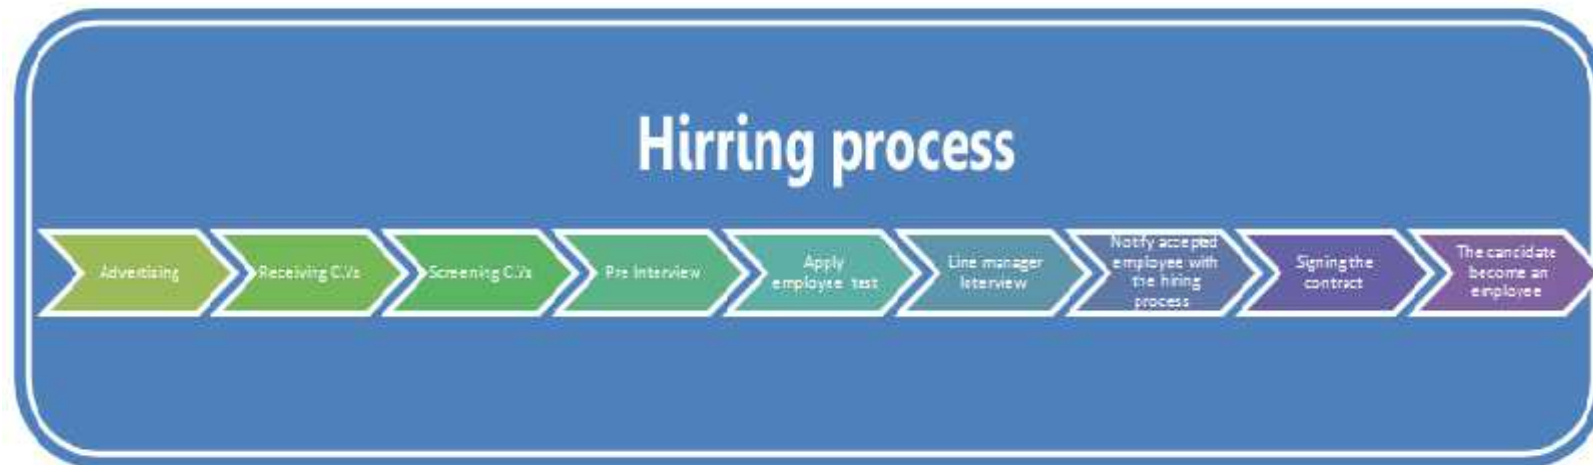 Hirring process
Advertising
Receiving C.Vs
Screening C.Vs
Pre Interview
Apply
employee test
Line manager
Interview
Notify accepted
employee with
the hiring
process
Signing the
contract
The candidate
become an
employee